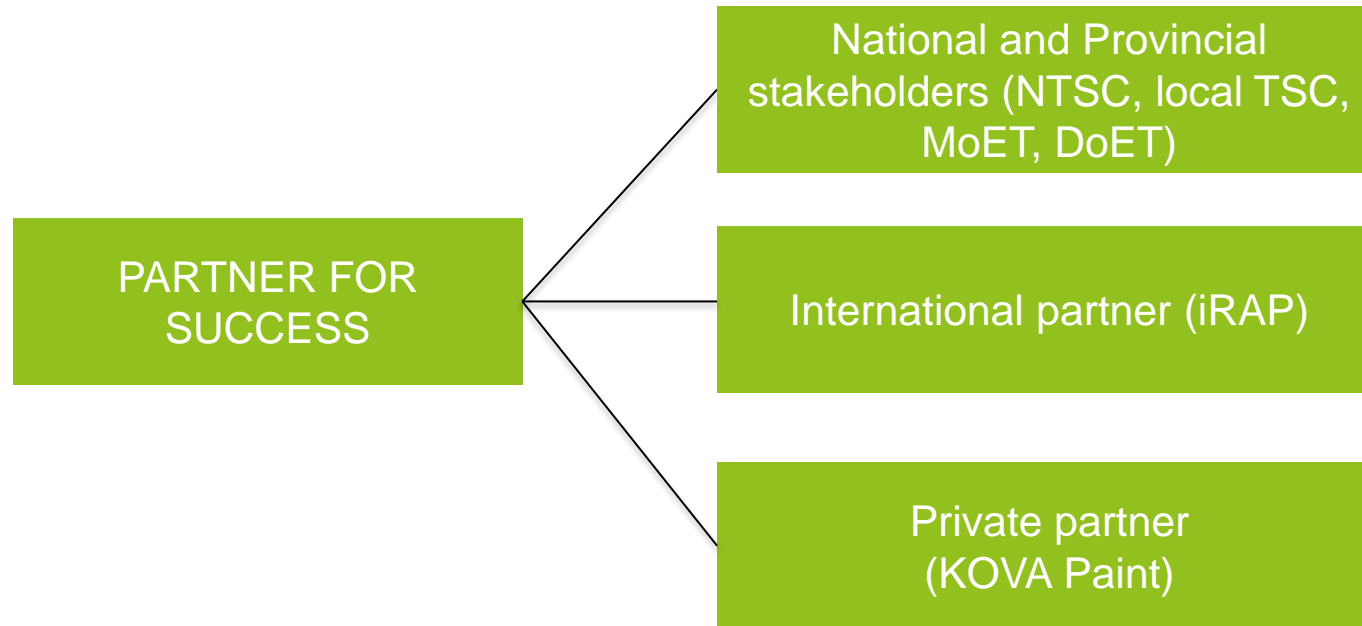 National and Provincial
stakeholders (NTSC, local TSC,
MoET, DoET)
PARTNER FOR
SUCCESS
International partner (iRAP)
Private partner
(KOVA Paint)